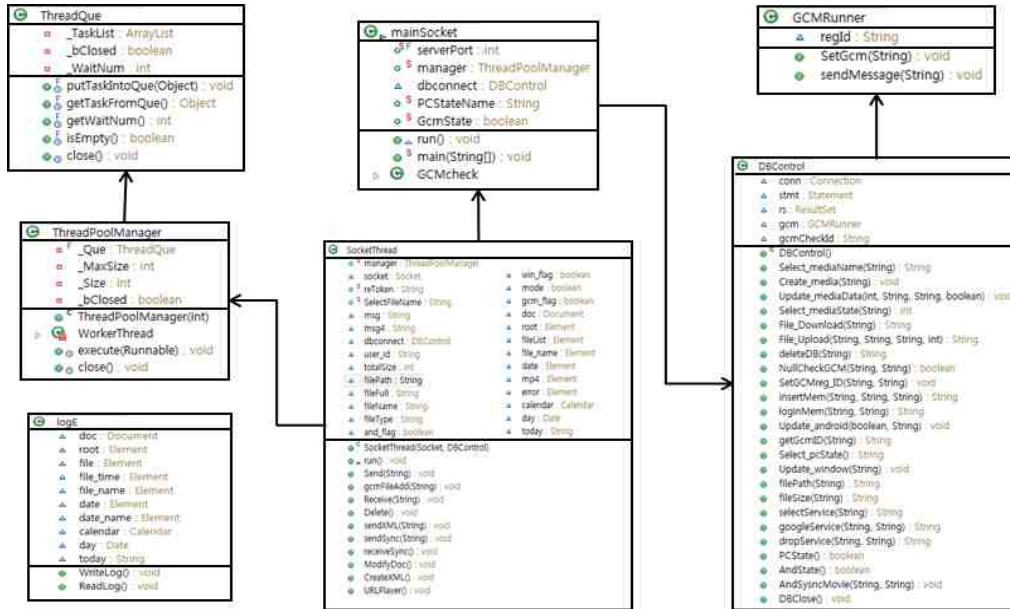 ThreadQue
_TaskList : ArrayList
_bClosed : boolean
_WaitNum : int
putTaskIntoQue(Object) : void
getTaskFromQue() : Object
getWaitNum() : int
isEmpty() : boolean
close() : void
ThreadPoolManager
_Que : ThreadQue
_MaxSize : int
_Size : int
_bClosed : boolean
ThreadPoolManager(int)
WorkerThread
execute(Runnable) : void
close() : void
logE
doc : Document
root : Element
file : Element
file_time : Element
file_name : Element
date : Element
date_name : Element
calendar : Calendar
day : Date
today : String
WriteLog() : void
ReadLog() : void
mainSocket
serverPort : int
manager : ThreadPoolManager
dbconnect : DBControl
PCStateName : String
GcmState : boolean
run() : void
main(String[]) : void
GCMcheck
SocketThread
manager : ThreadPoolManager
socket : Socket
reToken : String
SelectFileName : String
msg : String
msg4 : String
dbconnect : DBControl
user_id : String
totalSize : int
filePath : String
fileFull : String
fileName : String
fileType : String
and_flag : boolean
win_flag : boolean
mode : boolean
gcm_flag : boolean
doc : Document
root : Element
fileList : Element
file_name : Element
date : Element
mp4 : Element
error : Element
calendar : Calendar
day : Date
today : String
SocketThread(Socket, DBControl)
run() : void
Send(String) : void
gcmFileAdd(String) : void
Receive(String) : void
Delete() : void
sendXML(String) : void
sendSync(String) : void
receiveSync() : void
ModifyDoc() : void
CreateXML() : void
URLPlayer() : void
GCMRunner
regId : String
SetGcm(String) : void
sendMessage(String) : void
DBControl
conn : Connection
stmt : Statement
rs : ResultSet
gcm : GCMRunner
gcmCheckId : String
DBControl()
Select_mediaName(String) : String
Create_media(String) : void
Update_mediaData(int, String, String, boolean) : void
Select_mediaState(String) : int
File_Download(String) : String
File_Upload(String, String, String, int) : String
deleteDB(String) : String
NullCheckGCM(String, String) : boolean
SetGCMreg_ID(String, String) : void
insertMem(String, String, String) : String
loginMem(String, String) : String
Update_android(boolean, String) : void
getGcmID(String) : String
Select_pcState() : String
Update_window(String) : void
filePath(String) : String
fileSize(String) : String
selectService(String) : String
googleService(String, String) : String
dropService(String, String) : String
PCState() : boolean
AndState() : boolean
AndSysncMovie(String, String) : void
DBClose() : void